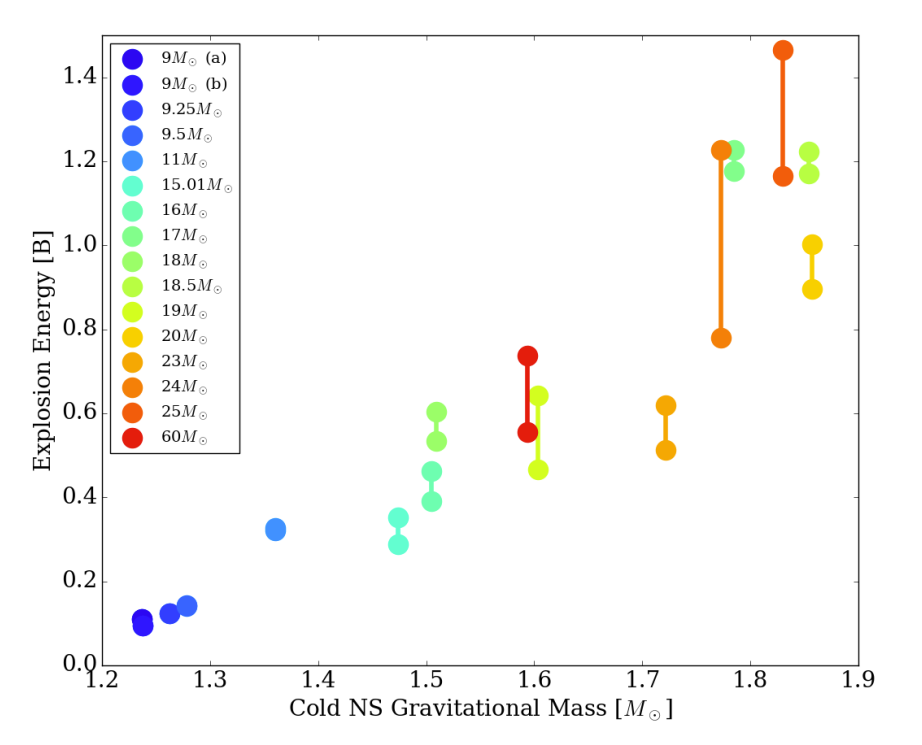 1.4
1.2
1.0
0.8
0.6
0.4
0.2
0.0
Explosion Energy [B]
9M☉ (a)
9M☉ (b)
9.25M☉
9.5M☉
11M☉
15.01M☉
16M☉
17M☉
18M☉
18.5M☉
19M☉
20M☉
23M☉
24M☉
25M☉
60M☉
1.2 1.3 1.4 1.5 1.6 1.7 1.8 1.9
Cold NS Gravitational Mass [M☉]